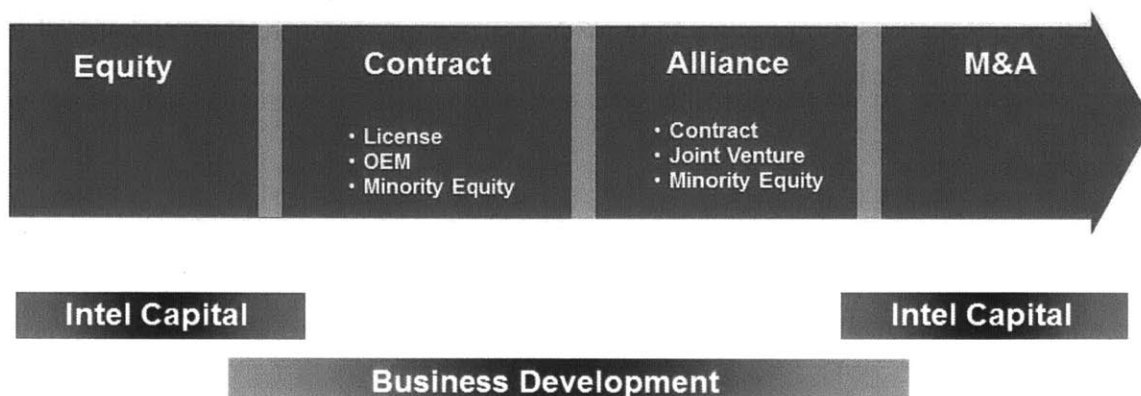 Equity
Contract
• License
• OEM
• Minority Equity
Alliance
• Contract
• Joint Venture
• Minority Equity
M&A
Intel Capital
Intel Capital
Business Development